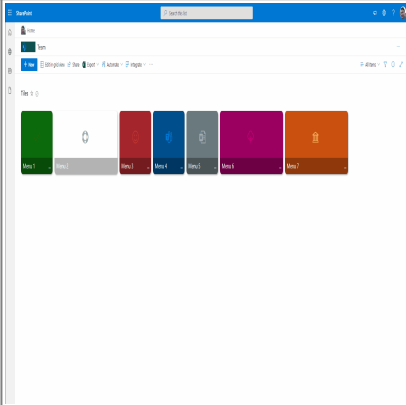 SharePoint
Search this list
Home
Team
+ New Edit in grid view Share Export Automate Integrate ...
All items
Tiles
Menu 1 Menu 2 Menu 3 Menu 4 Menu 5 Menu 6 Menu 7